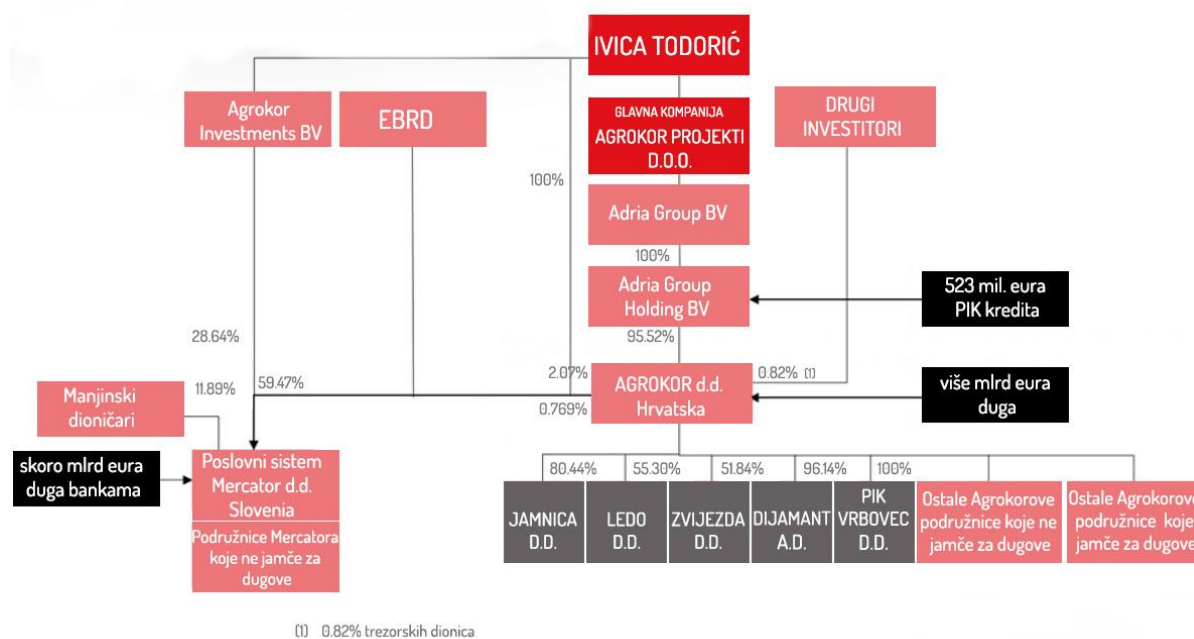 IVICA TODORIĆ
Agrokor
Investments BV
EBRD
GLAVNA KOMPANIJA
AGROKOR PROJEKTI
D.O.O.
DRUGI
INVESTITORI
100%
Adria Group BV
100%
Adria Group
Holding BV
523 mil. eura
PIK kredita
28.64%
95.52%
11.89%
59.47%
2.07%
0.82% (1)
0.769%
AGROKOR d.d.
Hrvatska
više mlrd eura
duga
Manjinski
dioničari
skoro mlrd eura
duga bankama
Poslovni sistem
Mercator d.d.
Slovenia
Podružnice Mercatora
koje ne jamče za
dugove
80.44%
55.30%
51.84%
96.14%
100%
JAMNICA
D.D.
LEDO
D.D.
ZVIJEZDA
D.D.
DIJAMANT
A.D.
PIK
VRBOVEC
D.D.
Ostale Agrokorove
podružnice koje ne
jamče za dugove
Ostale Agrokorove
podružnice koje
jamče za dugove
(1) 0.82% trezorskih dionica